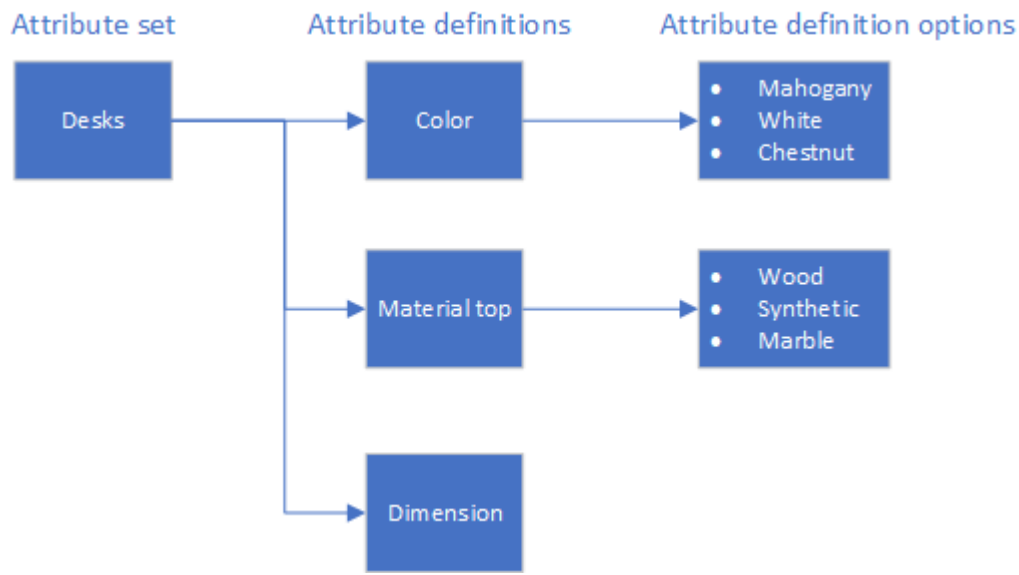 Attribute set
Attribute definitions
Attribute definition options
Desks
Color
• Mahogany
• White
• Chestnut
Material top
• Wood
• Synthetic
• Marble
Dimension